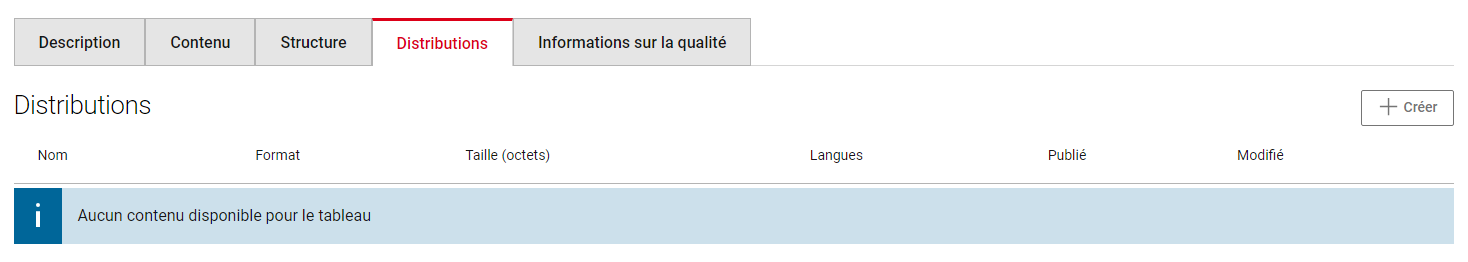 Description Contenu Structure Distributions Informations sur la qualité
Distributions
Créer
Nom Format Taille (octets) Langues Publié Modifié
Aucun contenu disponible pour le tableau